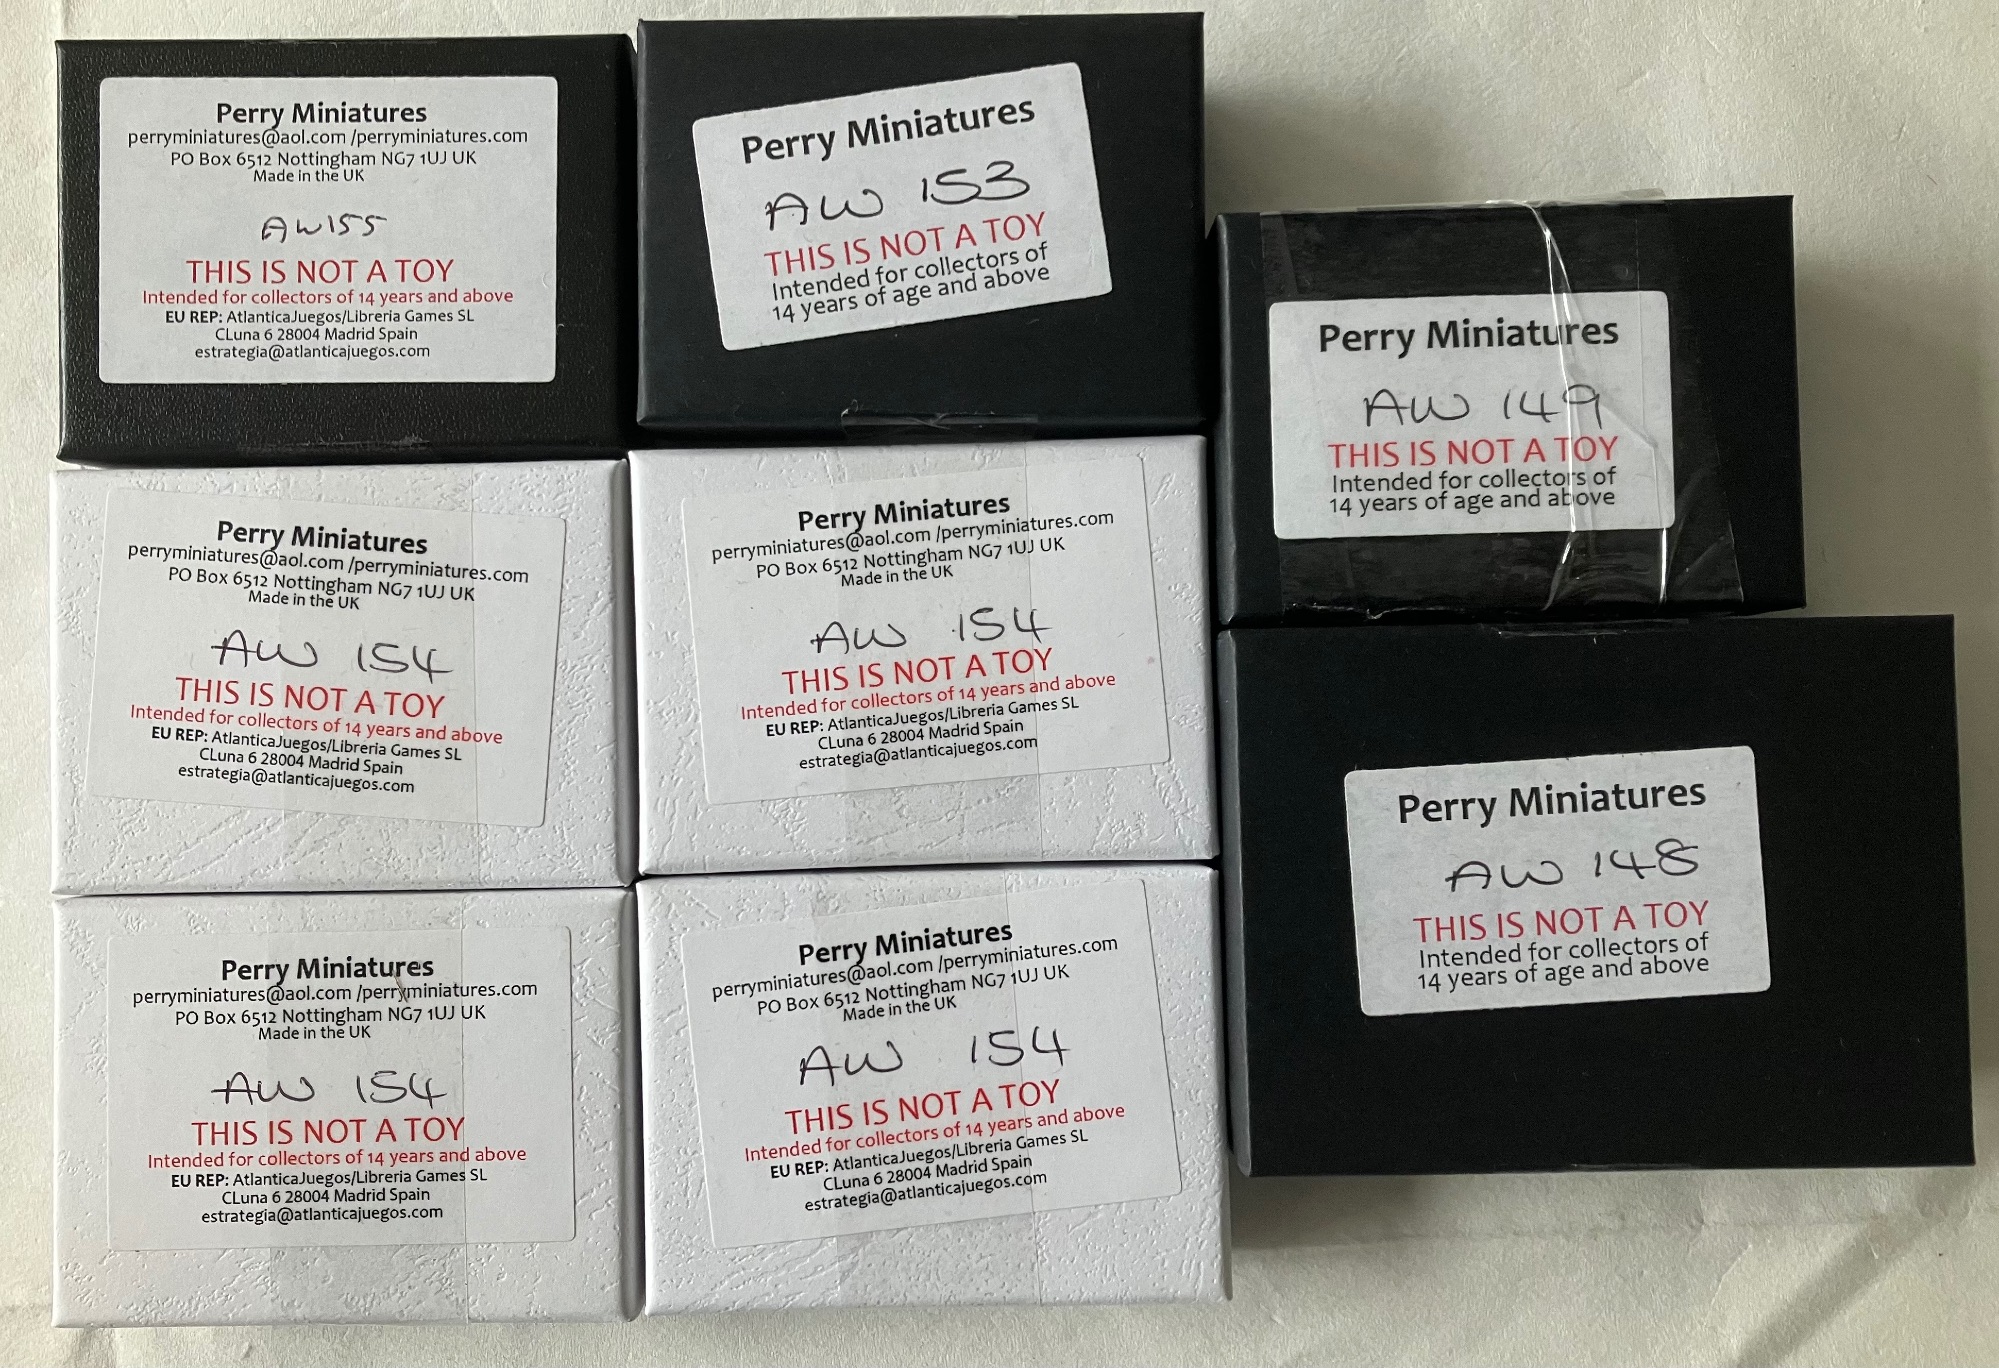 Perry Miniatures
perryminiatures@aol.com /perryminiatures.com
PO Box 6512 Nottingham NG7 1UJ UK
Made in the UK
AW155
THIS IS NOT A TOY
Intended for collectors of 14 years and above
EU REP: AtlanticaJuegos/Libreria Games SL
CLuna 6 28004 Madrid Spain
estrategia@atlanticajuegos.com
Perry Miniatures
AW 153
THIS IS NOT A TOY
Intended for collectors of
14 years of age and above
Perry Miniatures
AW 149
THIS IS NOT A TOY
Intended for collectors of
14 years of age and above
Perry Miniatures
perryminiatures@aol.com /perryminiatures.com
PO Box 6512 Nottingham NG7 1UJ UK
Made in the UK
AW 154
THIS IS NOT A TOY
Intended for collectors of 14 years and above
EU REP: AtlanticaJuegos/Libreria Games SL
CLuna 6 28004 Madrid Spain
estrategia@atlanticajuegos.com
Perry Miniatures
perryminiatures@aol.com /perryminiatures.com
PO Box 6512 Nottingham NG7 1UJ UK
Made in the UK
AW 154
THIS IS NOT A TOY
Intended for collectors of 14 years and above
EU REP: AtlanticaJuegos/Libreria Games SL
CLuna 6 28004 Madrid Spain
estrategia@atlanticajuegos.com
Perry Miniatures
AW 148
THIS IS NOT A TOY
Intended for collectors of
14 years of age and above
Perry Miniatures
perryminiatures@aol.com /perryminiatures.com
PO Box 6512 Nottingham NG7 1UJ UK
Made in the UK
AW 154
THIS IS NOT A TOY
Intended for collectors of 14 years and above
EU REP: AtlanticaJuegos/Libreria Games SL
CLuna 6 28004 Madrid Spain
estrategia@atlanticajuegos.com
Perry Miniatures
perryminiatures@aol.com /perryminiatures.com
PO Box 6512 Nottingham NG7 1UJ UK
Made in the UK
AW 154
THIS IS NOT A TOY
Intended for collectors of 14 years and above
EU REP: AtlanticaJuegos/Libreria Games SL
CLuna 6 28004 Madrid Spain
estrategia@atlanticajuegos.com